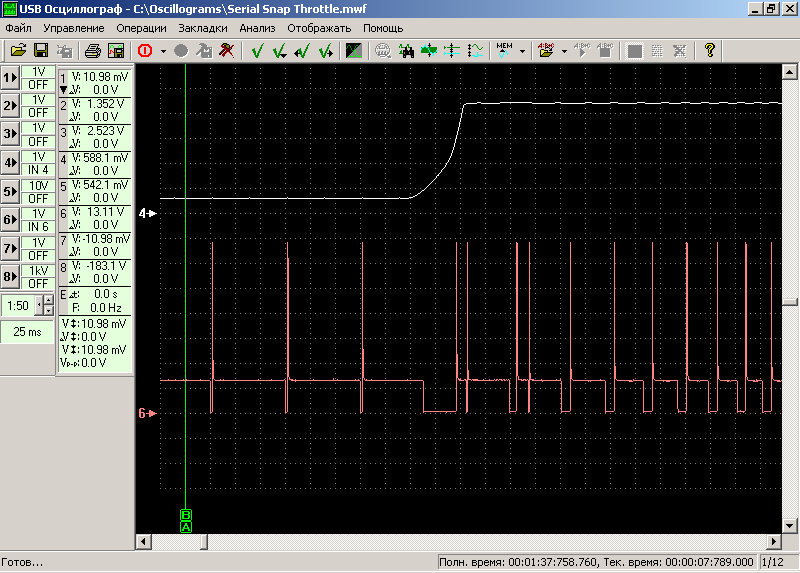 USB Осциллограф - C:\Oscillograms\Serial Snap Throttle.mwf
Файл Управление Операции Закладки Анализ Отображать Помощь
MEM ABC ABC ABC
1 1V OFF
2 1V OFF
3 1V OFF
4 1V IN 4
5 10V OFF
6 1V IN 6
7 1V OFF
8 1kV OFF
1:50
25 ms
1 V: 10.98 mV
⊿V: 0.0 V
2 V: 1.352 V
⊿V: 0.0 V
3 V: 2.523 V
⊿V: 0.0 V
4 V: 588.1 mV
⊿V: 0.0 V
5 V: 542.1 mV
⊿V: 0.0 V
6 V: 13.11 V
⊿V: 0.0 V
7 V: -10.98 mV
⊿V: 0.0 V
8 V: -183.1 V
⊿V: 0.0 V
E ⊿t: 0.0 s
F: 0.0 Hz
V: 10.98 mV
⊿V: 0.0 V
V: 10.98 mV
Vp-p: 0.0 V
4
6
B
A
Готов...
Полн. время: 00:01:37:758.760, Тек. время: 00:00:07:789.000
1/12